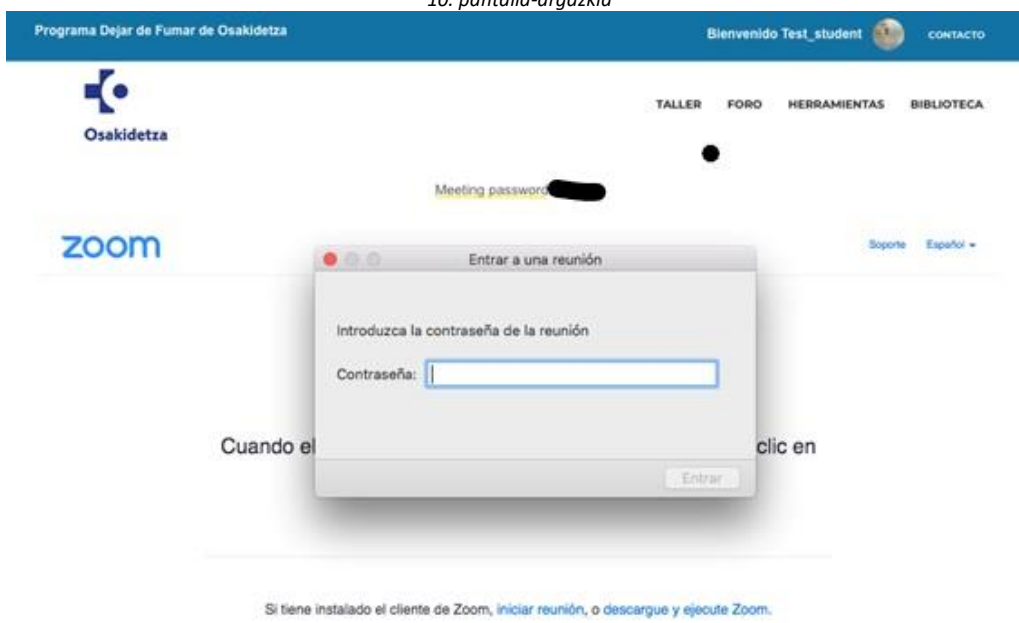 10. pantaila-argazkia
Programa Dejar de Fumar de Osakidetza
Bienvenido Test_student
CONTACTO
Osakidetza
TALLER FORO HERRAMIENTAS BIBLIOTECA
Meeting password
zoom
Soporte Español
Entrar a una reunión
Introduzca la contraseña de la reunión
Contraseña:
Cuando el clic en
Entrar
Si tiene instalado el cliente de Zoom, iniciar reunión, o descargue y ejecute Zoom.